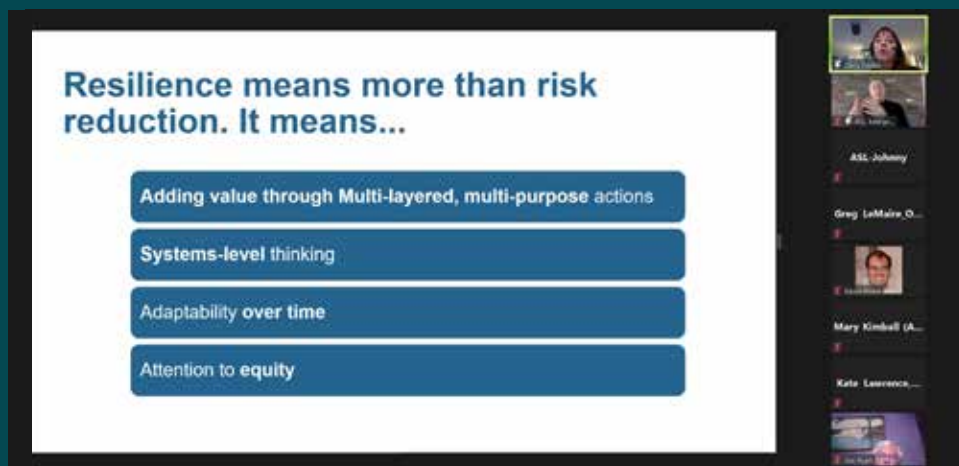 Resilience means more than risk
reduction. It means...
Adding value through Multi-layered, multi-purpose actions
Systems-level thinking
Adaptability over time
Attention to equity
ASL-Johnny
Greg LeMaire_O...
Mary Kimball (A...
Kate Lawrence,...